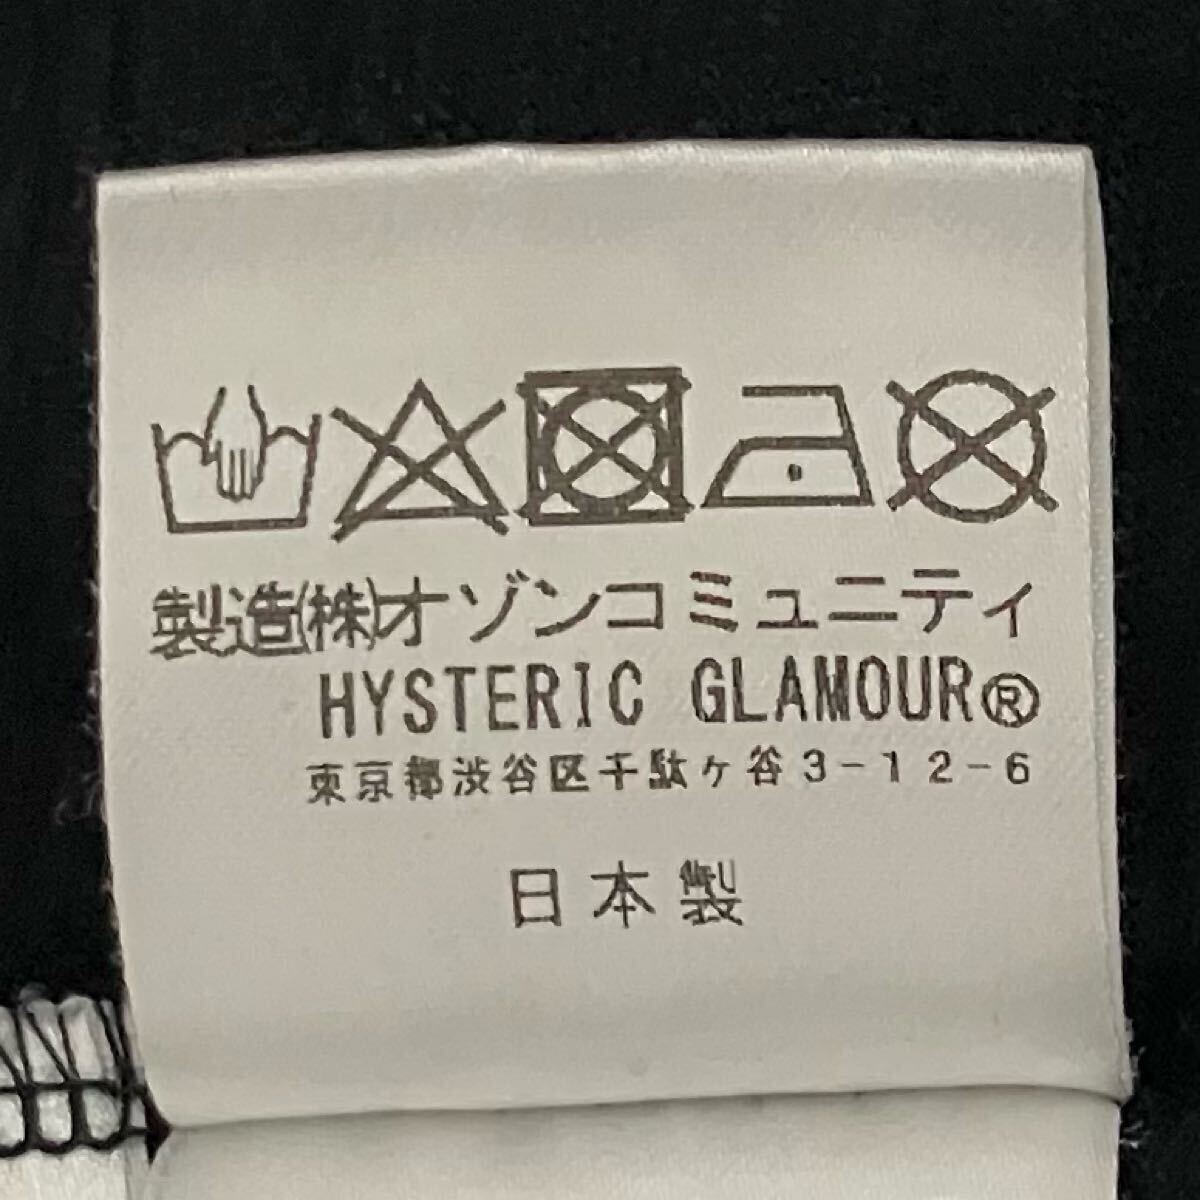 製造(株)オゾンコミュニティ
HYSTERIC GLAMOUR®
東京都渋谷区千駄ヶ谷3-12-6
日本製